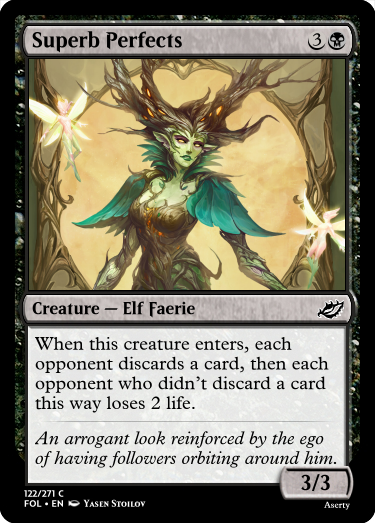 Superb Perfects 3
Creature — Elf Faerie
When this creature enters, each
opponent discards a card, then each
opponent who didn't discard a card
this way loses 2 life.
An arrogant look reinforced by the ego
of having followers orbiting around him.
3/3
122/271 C
FOL • EN Yasen Stoilov
Aserty